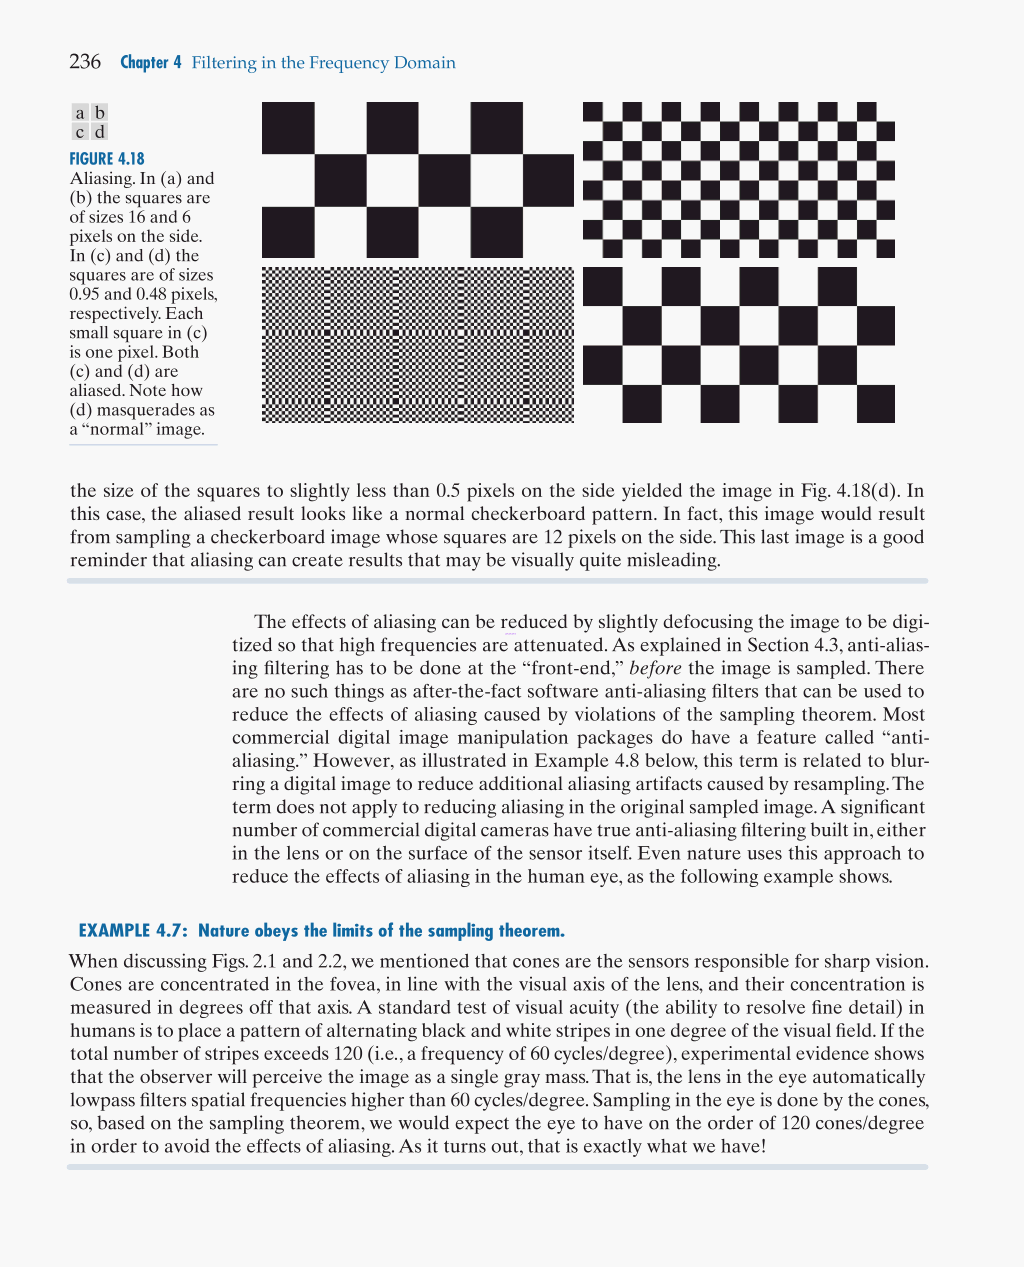 236 Chapter 4 Filtering in the Frequency Domain
a b
c d
FIGURE 4.18
Aliasing. In (a) and
(b) the squares are
of sizes 16 and 6
pixels on the side.
In (c) and (d) the
squares are of sizes
0.95 and 0.48 pixels,
respectively. Each
small square in (c)
is one pixel. Both
(c) and (d) are
aliased. Note how
(d) masquerades as
a “normal” image.
the size of the squares to slightly less than 0.5 pixels on the side yielded the image in Fig. 4.18(d). In
this case, the aliased result looks like a normal checkerboard pattern. In fact, this image would result
from sampling a checkerboard image whose squares are 12 pixels on the side. This last image is a good
reminder that aliasing can create results that may be visually quite misleading.
The effects of aliasing can be reduced by slightly defocusing the image to be digi-
tized so that high frequencies are attenuated. As explained in Section 4.3, anti-alias-
ing filtering has to be done at the “front-end,” before the image is sampled. There
are no such things as after-the-fact software anti-aliasing filters that can be used to
reduce the effects of aliasing caused by violations of the sampling theorem. Most
commercial digital image manipulation packages do have a feature called “anti-
aliasing.” However, as illustrated in Example 4.8 below, this term is related to blur-
ring a digital image to reduce additional aliasing artifacts caused by resampling. The
term does not apply to reducing aliasing in the original sampled image. A significant
number of commercial digital cameras have true anti-aliasing filtering built in, either
in the lens or on the surface of the sensor itself. Even nature uses this approach to
reduce the effects of aliasing in the human eye, as the following example shows.
EXAMPLE 4.7: Nature obeys the limits of the sampling theorem.
When discussing Figs. 2.1 and 2.2, we mentioned that cones are the sensors responsible for sharp vision.
Cones are concentrated in the fovea, in line with the visual axis of the lens, and their concentration is
measured in degrees off that axis. A standard test of visual acuity (the ability to resolve fine detail) in
humans is to place a pattern of alternating black and white stripes in one degree of the visual field. If the
total number of stripes exceeds 120 (i.e., a frequency of 60 cycles/degree), experimental evidence shows
that the observer will perceive the image as a single gray mass. That is, the lens in the eye automatically
lowpass filters spatial frequencies higher than 60 cycles/degree. Sampling in the eye is done by the cones,
so, based on the sampling theorem, we would expect the eye to have on the order of 120 cones/degree
in order to avoid the effects of aliasing. As it turns out, that is exactly what we have!